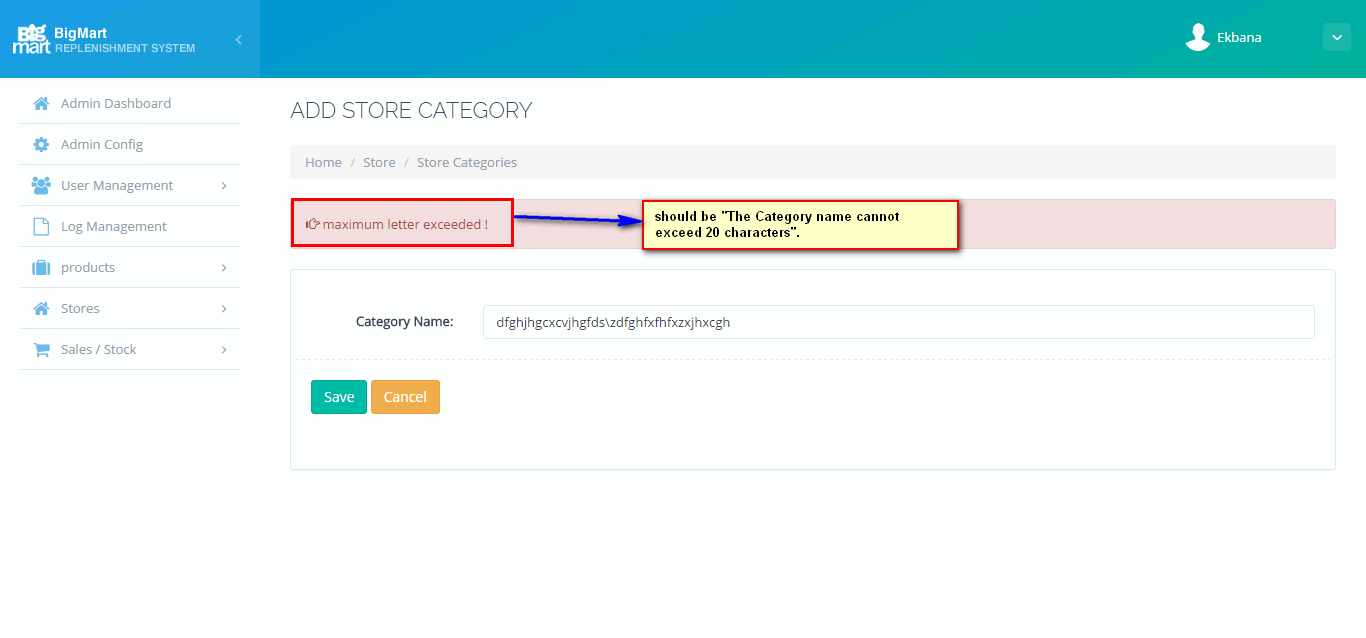 Big
mart
BigMart
REPLENISHMENT SYSTEM
Ekbana
Admin Dashboard
Admin Config
User Management
Log Management
products
Stores
Sales / Stock
ADD STORE CATEGORY
Home / Store / Store Categories
maximum letter exceeded !
should be "The Category name cannot
exceed 20 characters".
Category Name:
dfghjhgcxcvjhgfds\zdfghfxfhfxzxjhxcgh
Save
Cancel